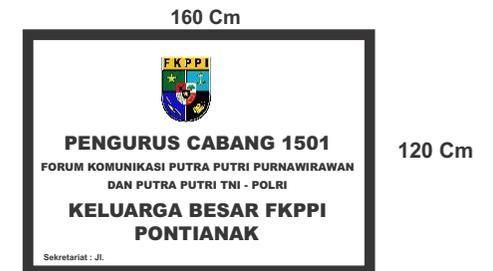 160 Cm
FKPPI
PENGURUS CABANG 1501
FORUM KOMUNIKASI PUTRA PUTRI PURNAWIRAWAN
DAN PUTRA PUTRI TNI - POLRI
120 Cm
KELUARGA BESAR FKPPI
PONTIANAK
Sekretariat : Jl.